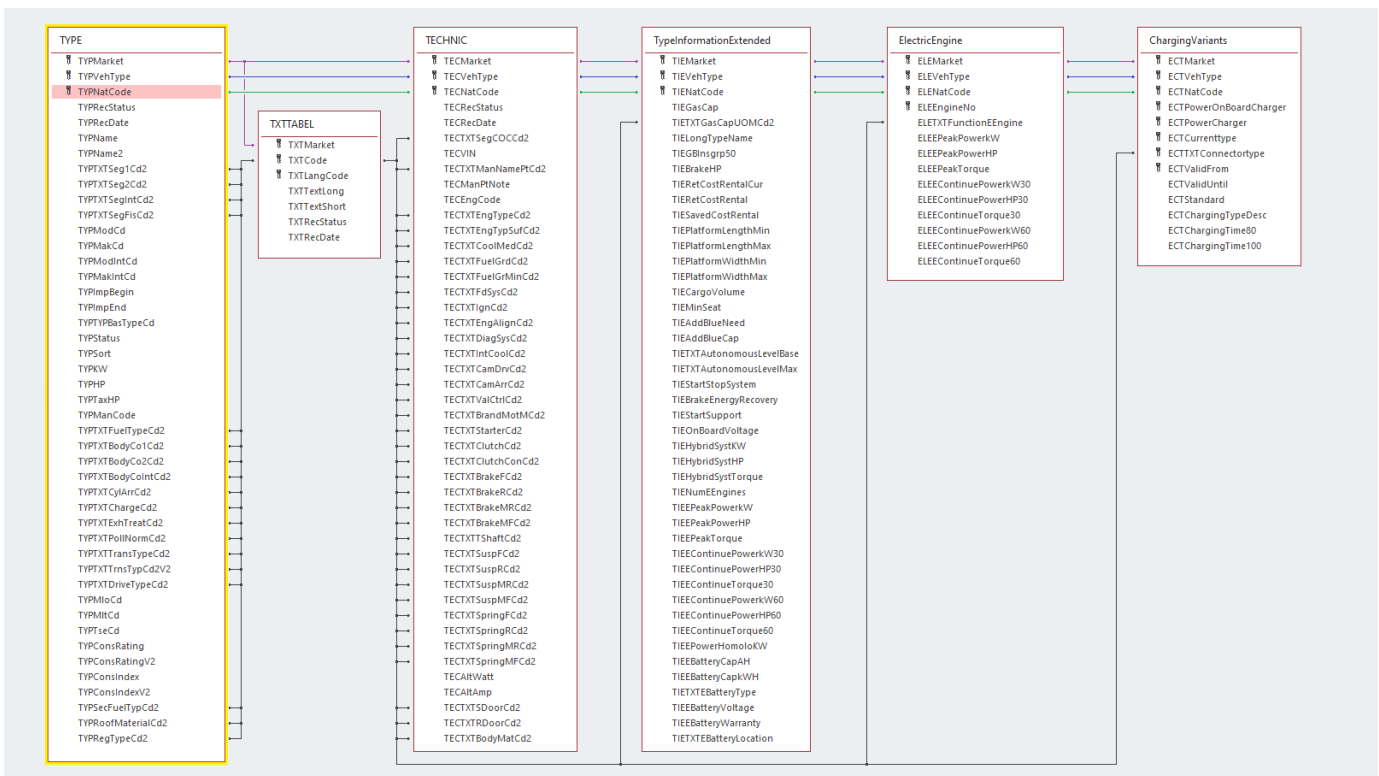 TYPE
TYPMarket
TYPVehType
TYPNatCode
TYPRecStatus
TYPRecDate
TYPName
TYPName2
TYPTXTSeg1Cd2
TYPTXTSeg2Cd2
TYPTXTSegIntCd2
TYPTXTSegFisCd2
TYPModCd
TYPMakCd
TYPModIntCd
TYPMakIntCd
TYPImpBegin
TYPImpEnd
TYPTYPBasTypeCd
TYPStatus
TYPSort
TYPKW
TYPHP
TYPTaxHP
TYPManCode
TYPTXTFuelTypeCd2
TYPTXTBodyCo1Cd2
TYPTXTBodyCo2Cd2
TYPTXTBodyCoIntCd2
TYPTXTCylArrCd2
TYPTXTChargeCd2
TYPTXTExhTreatCd2
TYPTXTPollNormCd2
TYPTXTTransTypeCd2
TYPTXTTrnsTypCd2V2
TYPTXTDriveTypeCd2
TYPMloCd
TYPMltCd
TYPTseCd
TYPConsRating
TYPConsRatingV2
TYPConsIndex
TYPConsIndexV2
TYPSecFuelTypCd2
TYPRoofMaterialCd2
TYPRegTypeCd2
TXTTABEL
TXTMarket
TXTCode
TXTLangCode
TXTTextLong
TXTTextShort
TXTRecStatus
TXTRecDate
TECHNIC
TECMarket
TECVehType
TECNatCode
TECRecStatus
TECRecDate
TECTXTSegCOCCd2
TECVIN
TECTXTManNamePtCd2
TECManPtNote
TECEngCode
TECTXTEngTypeCd2
TECTXTEngTypSufCd2
TECTXTCoolMedCd2
TECTXTFuelGrdCd2
TECTXTFuelGrMinCd2
TECTXTFdSysCd2
TECTXTIgnCd2
TECTXTEngAlignCd2
TECTXTDiagSysCd2
TECTXTIntCoolCd2
TECTXTCamDrvCd2
TECTXTCamArrCd2
TECTXTValCtrlCd2
TECTXTBrandMotMCd2
TECTXTStarterCd2
TECTXTClutchCd2
TECTXTClutchConCd2
TECTXTBrakeFCd2
TECTXTBrakeRCd2
TECTXTBrakeMRCd2
TECTXTBrakeMFCd2
TECTXTTShaftCd2
TECTXTSuspFCd2
TECTXTSuspRCd2
TECTXTSuspMRCd2
TECTXTSuspMFCd2
TECTXTSpringFCd2
TECTXTSpringRCd2
TECTXTSpringMRCd2
TECTXTSpringMFCd2
TECAltWatt
TECAltAmp
TECTXTSDoorCd2
TECTXTRDoorCd2
TECTXTBodyMatCd2
TypeInformationExtended
TIEMarket
TIEVehType
TIENatCode
TIEGasCap
TIETXTGasCapUOMCd2
TIELongTypeName
TIEGBInsgrp50
TIEBrakeHP
TIERetCostRentalCur
TIERetCostRental
TIESavedCostRental
TIEPlatformLengthMin
TIEPlatformLengthMax
TIEPlatformWidthMin
TIEPlatformWidthMax
TIECargoVolume
TIEMinSeat
TIEAddBlueNeed
TIEAddBlueCap
TIETXTAutonomousLevelBase
TIETXTAutonomousLevelMax
TIEStartStopSystem
TIEBrakeEnergyRecovery
TIEStartSupport
TIEOnBoardVoltage
TIEHybridSystKW
TIEHybridSystHP
TIEHybridSystTorque
TIENumEEngines
TIEEPeakPowerkW
TIEEPeakPowerHP
TIEEPeakTorque
TIEEContinuePowerkW30
TIEEContinuePowerHP30
TIEEContinueTorque30
TIEEContinuePowerkW60
TIEEContinuePowerHP60
TIEEContinueTorque60
TIEEPowerHomoloKW
TIEEBatteryCapAH
TIEEBatteryCapkWH
TIETXTEBatteryType
TIEEBatteryVoltage
TIEEBatteryWarranty
TIETXTEBatteryLocation
ElectricEngine
ELEMarket
ELEVehType
ELENatCode
ELEEngineNo
ELETXTFunctionEEngine
ELEEPeakPowerkW
ELEEPeakPowerHP
ELEEPeakTorque
ELEEContinuePowerkW30
ELEEContinuePowerHP30
ELEEContinueTorque30
ELEEContinuePowerkW60
ELEEContinuePowerHP60
ELEEContinueTorque60
ChargingVariants
ECTMarket
ECTVehType
ECTNatCode
ECTPowerOnBoardCharger
ECTPowerCharger
ECTCurrenttype
ECTTXTConnectortype
ECTValidFrom
ECTValidUntil
ECTStandard
ECTChargingTypeDesc
ECTChargingTime80
ECTChargingTime100